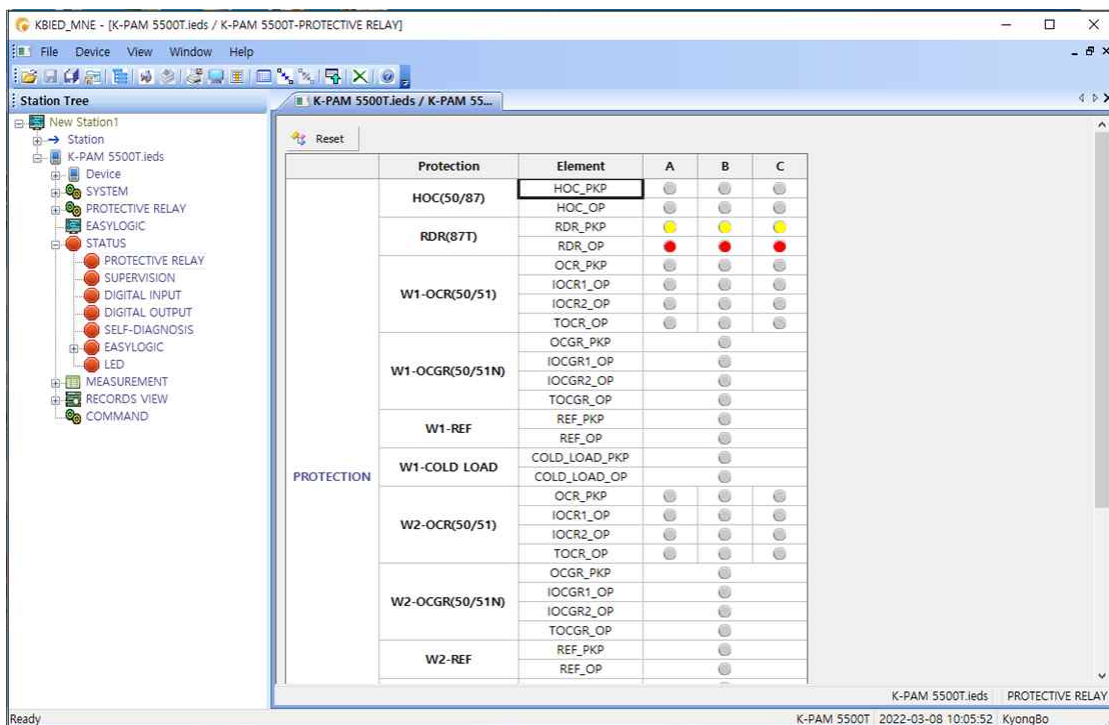 KBIED_MNE - [K-PAM 5500T.ieds / K-PAM 5500T-PROTECTIVE RELAY]
File Device View Window Help
Station Tree
K-PAM 5500T.ieds / K-PAM 55...
New Station1
Station
K-PAM 5500T.ieds
Device
SYSTEM
PROTECTIVE RELAY
EASYLOGIC
STATUS
PROTECTIVE RELAY
SUPERVISION
DIGITAL INPUT
DIGITAL OUTPUT
SELF-DIAGNOSIS
EASYLOGIC
LED
MEASUREMENT
RECORDS VIEW
COMMAND
Reset
Protection Element A B C
PROTECTION
HOC(50/87)
HOC_PKP
HOC_OP
RDR(87T)
RDR_PKP
RDR_OP
W1-OCR(50/51)
OCR_PKP
IOCR1_OP
IOCR2_OP
TOCR_OP
W1-OCGR(50/51N)
OCGR_PKP
IOCGR1_OP
IOCGR2_OP
TOCGR_OP
W1-REF
REF_PKP
REF_OP
W1-COLD LOAD
COLD_LOAD_PKP
COLD_LOAD_OP
W2-OCR(50/51)
OCR_PKP
IOCR1_OP
IOCR2_OP
TOCR_OP
W2-OCGR(50/51N)
OCGR_PKP
IOCGR1_OP
IOCGR2_OP
TOCGR_OP
W2-REF
REF_PKP
REF_OP
K-PAM 5500T.ieds PROTECTIVE RELAY
Ready K-PAM 5500T 2022-03-08 10:05:52 KyongBo